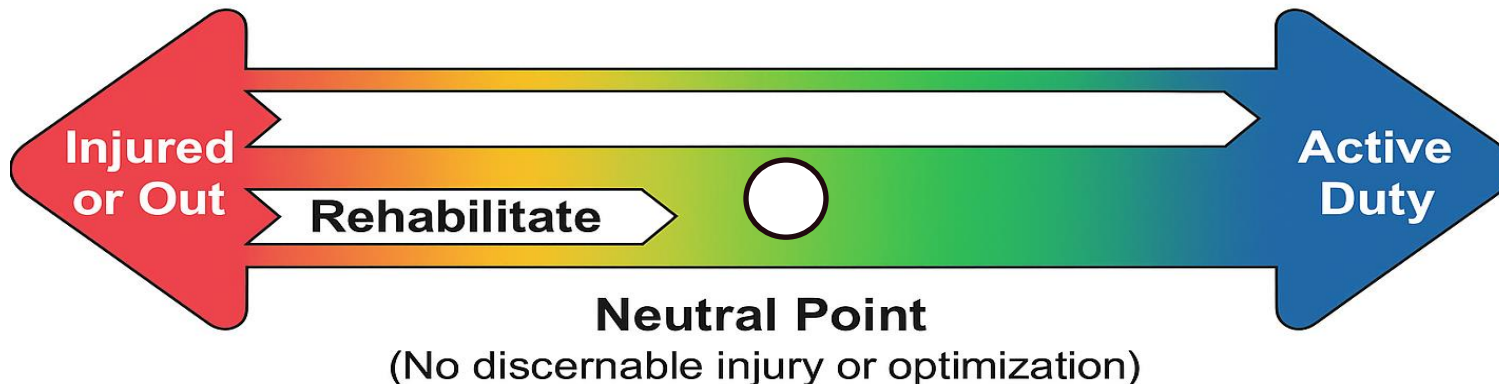 Injured
or Out
Rehabilitate
Active
Duty
Neutral Point
(No discernable injury or optimization)